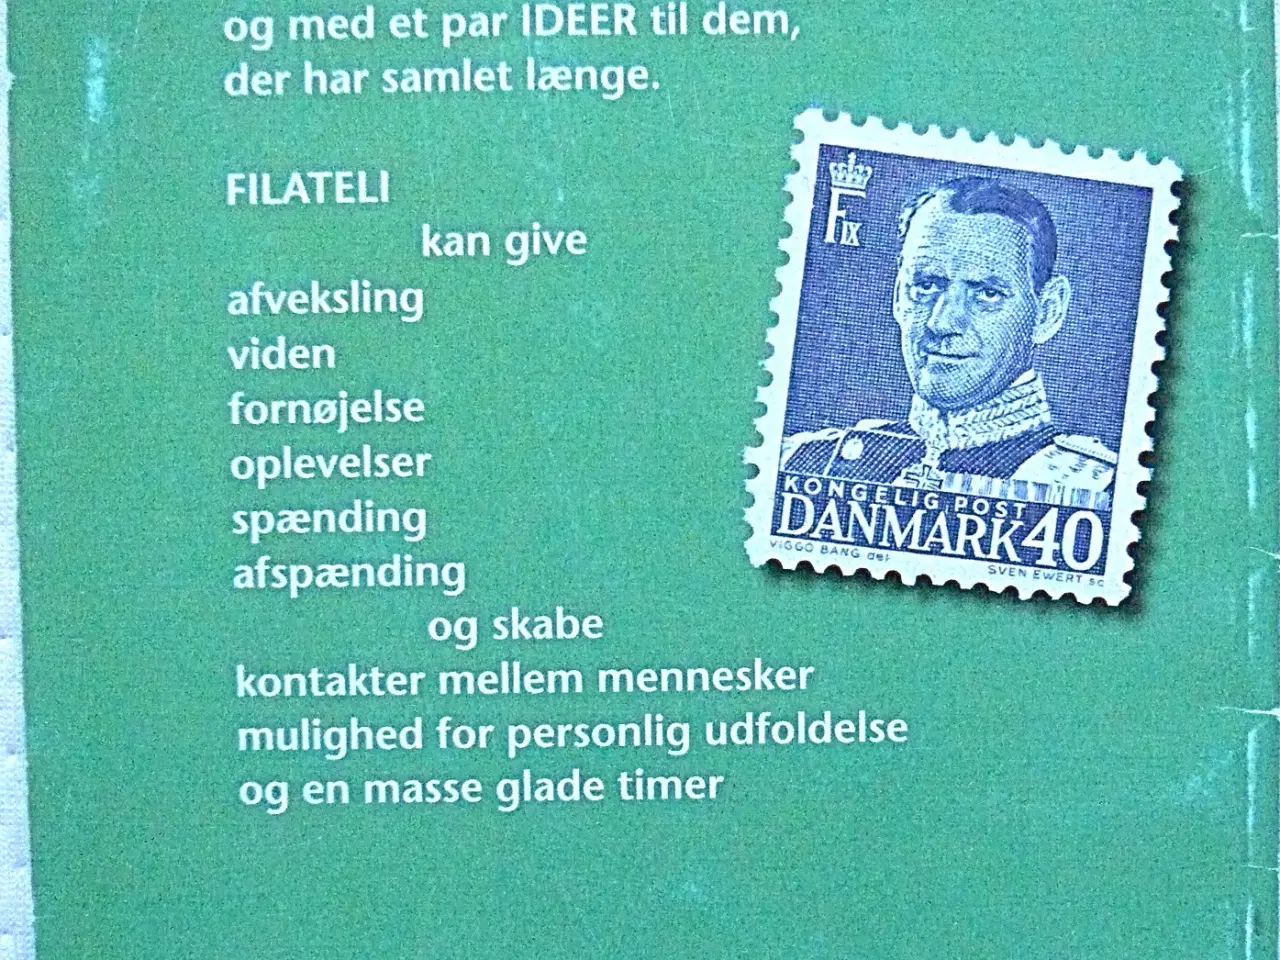 og med et par IDEER til dem,
der har samlet længe.
FILATELI
kan give
afveksling
viden
fornøjelse
oplevelser
spænding
afspænding
og skabe
kontakter mellem mennesker
mulighed for personlig udfoldelse
og en masse glade timer
F IX
KONGELIG POST
DANMARK 40
VIGGO BANG del
SVEN EWERT sc